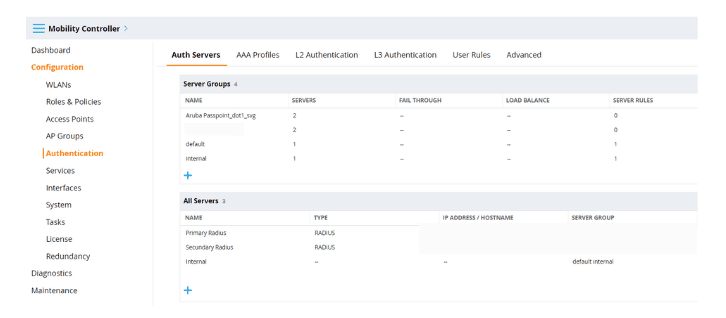 Mobility Controller >
Dashboard
Configuration
WLANs
Roles & Policies
Access Points
AP Groups
Authentication
Services
Interfaces
System
Tasks
License
Redundancy
Diagnostics
Maintenance
Auth Servers AAA Profiles L2 Authentication L3 Authentication User Rules Advanced
Server Groups 4
NAME SERVERS FAIL THROUGH LOAD BALANCE SERVER RULES
Aruba Passpoint_dot1_svg 2 -- -- 0
2 -- -- 0
default 1 -- -- 1
internal 1 -- -- 1
+
All Servers 3
NAME TYPE IP ADDRESS / HOSTNAME SERVER GROUP
Primary Radius RADIUS
Secundary Radius RADIUS
Internal -- -- default internal
+